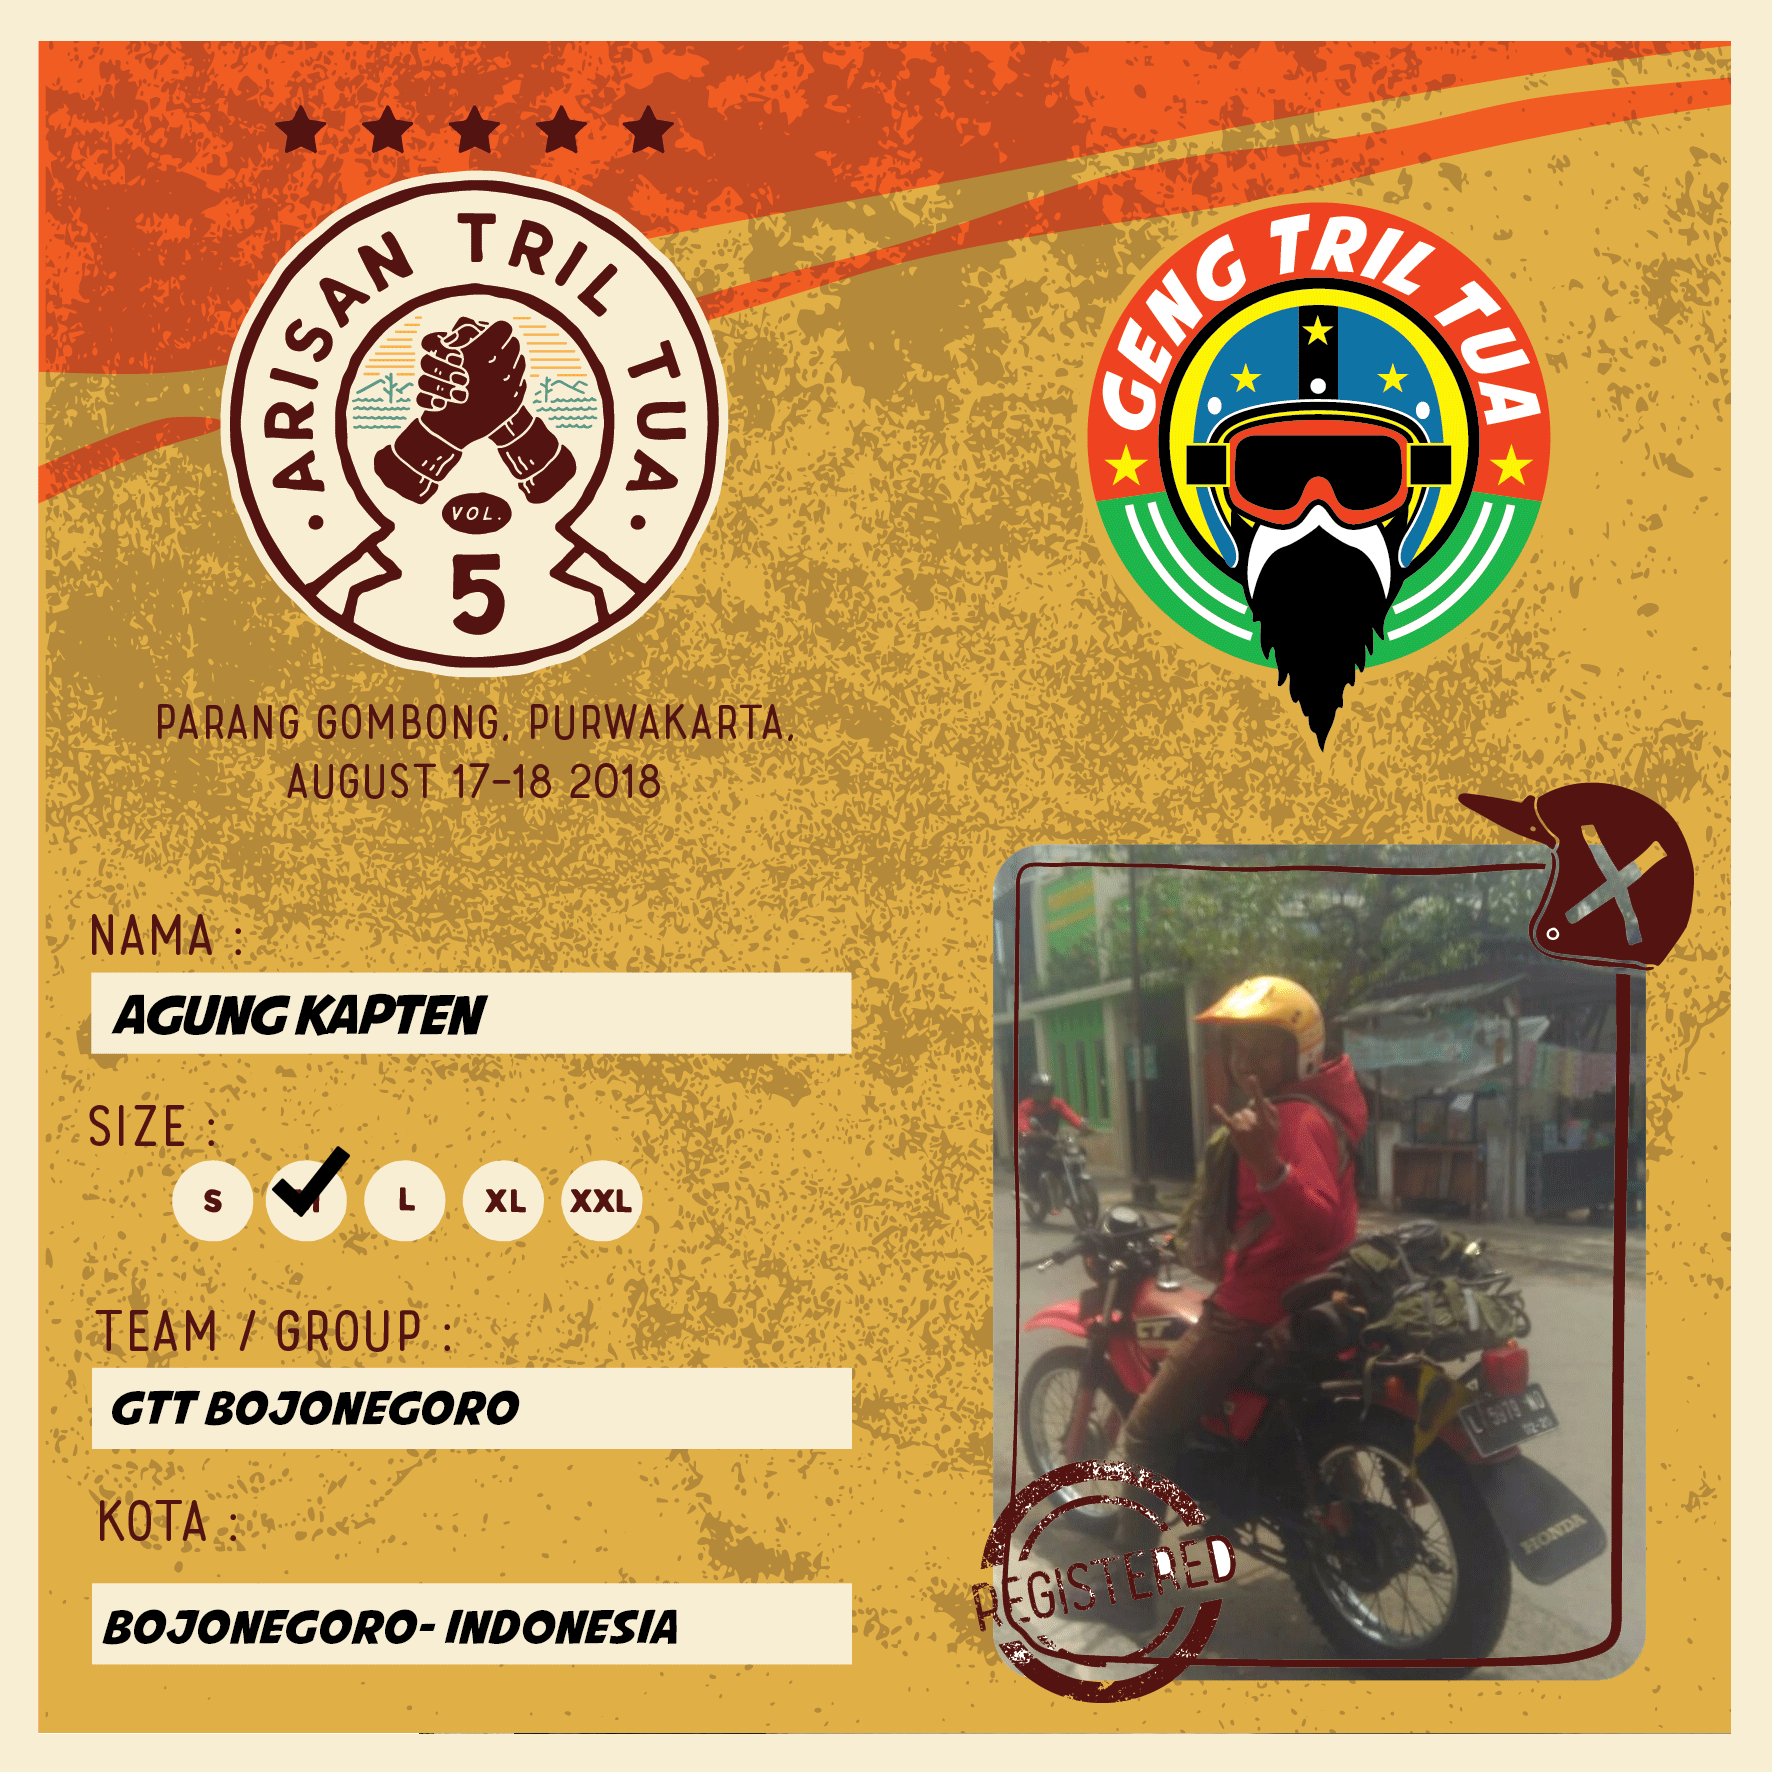 ARISAN TRIL TUA
VOL.
5
GENG TRIL TUA
PARANG GOMBONG, PURWAKARTA,
AUGUST 17-18 2018
NAMA :
AGUNG KAPTEN
SIZE :
S
L
XL
XXL
TEAM / GROUP :
GTT BOJONEGORO
KOTA :
BOJONEGORO- INDONESIA
HONDA
REGISTERED